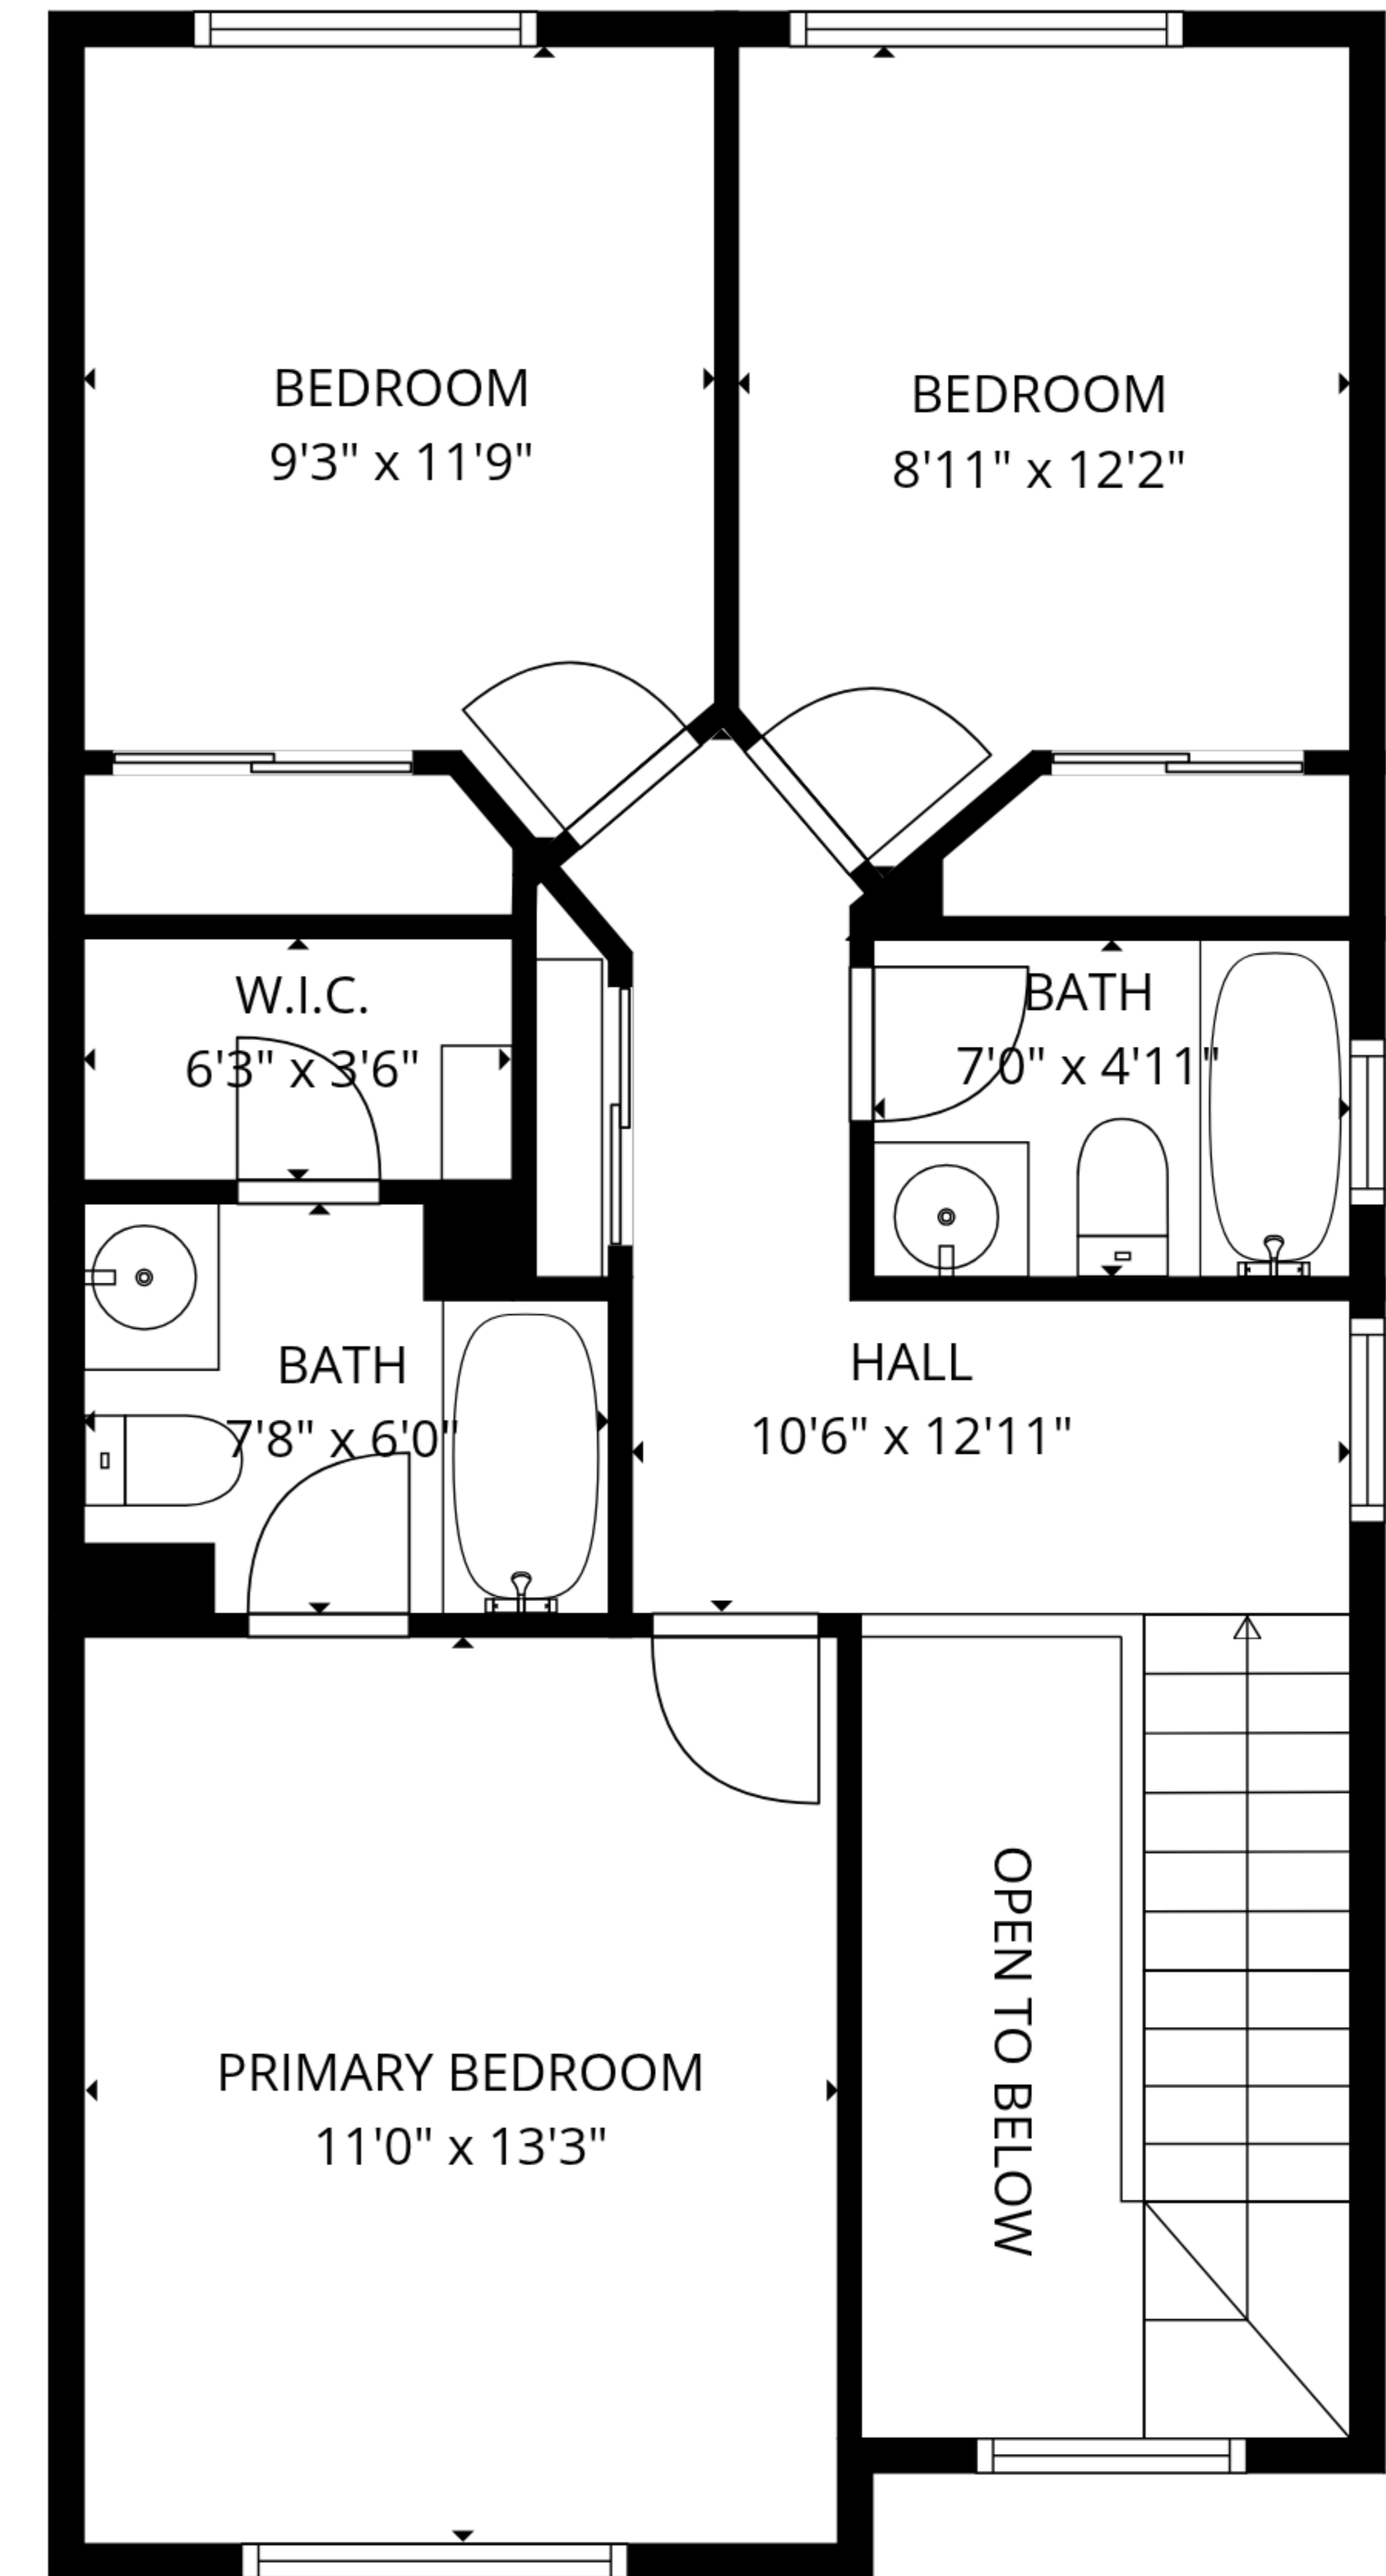 BEDROOM
9'3" x 11'9"
BEDROOM
8'11" x 12'2"
W.I.C.
6'3" x 3'6"
BATH
7'0" x 4'11"
BATH
7'8" x 6'0"
HALL
10'6" x 12'11"
OPEN TO BELOW
PRIMARY BEDROOM
11'0" x 13'3"